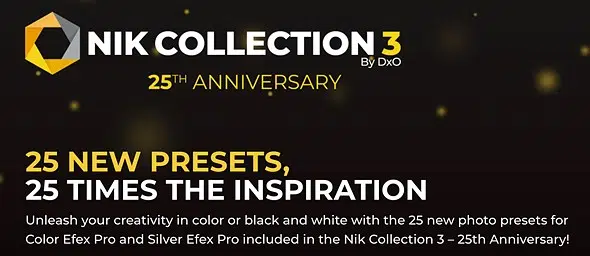 NIK COLLECTION 3
By DxO
25TH ANNIVERSARY
25 NEW PRESETS,
25 TIMES THE INSPIRATION
Unleash your creativity in color or black and white with the 25 new photo presets for
Color Efex Pro and Silver Efex Pro included in the Nik Collection 3 – 25th Anniversary!